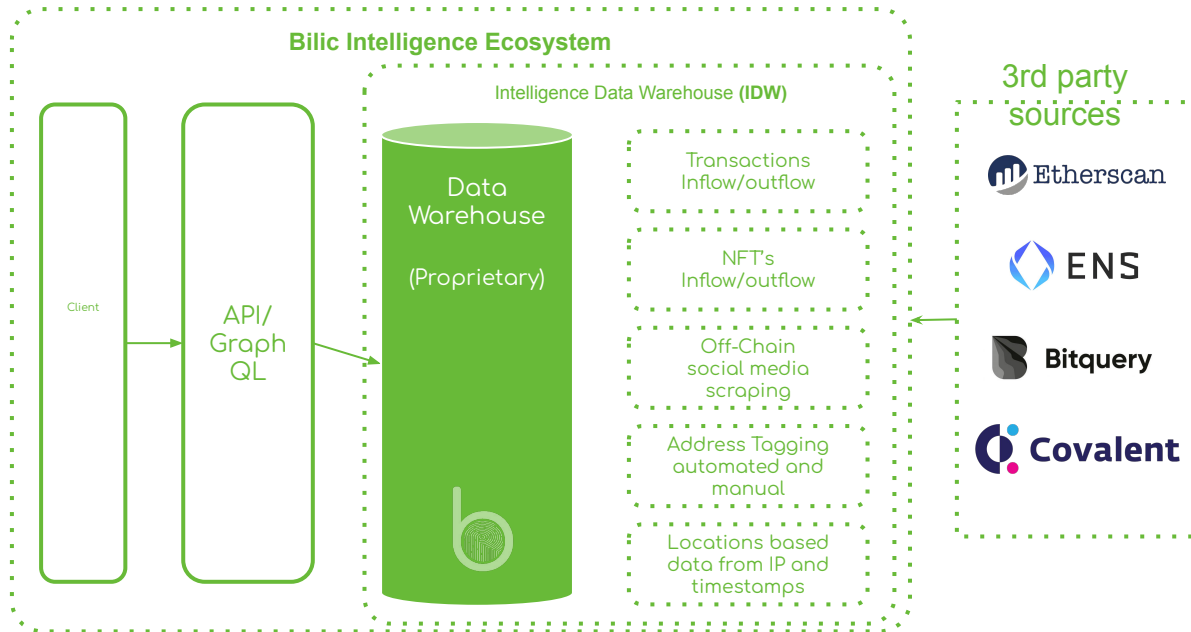 Bilic Intelligence Ecosystem
Client
API/
Graph
QL
Intelligence Data Warehouse (IDW)
Data
Warehouse
(Proprietary)
b
Transactions
Inflow/outflow
NFT's
Inflow/outflow
Off-Chain
social media
scraping
Address Tagging
automated and
manual
Locations based
data from IP and
timestamps
3rd party
sources
Etherscan
ENS
Bitquery
Covalent